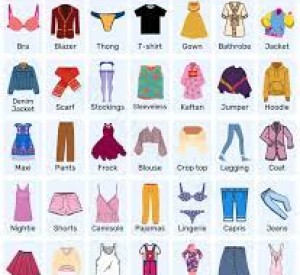 Bra
Blazer
Thong
T-shirt
Gown
Bathrobe
Jacket
Denim
Jacket
Scarf
Stockings
Sleeveless
Kaftan
Jumper
Hoodie
Maxi
Pants
Frock
Blouse
Crop top
Legging
Coat
Nightie
Shorts
Camisole
Pajamas
Lingerie
Capris
Jeans